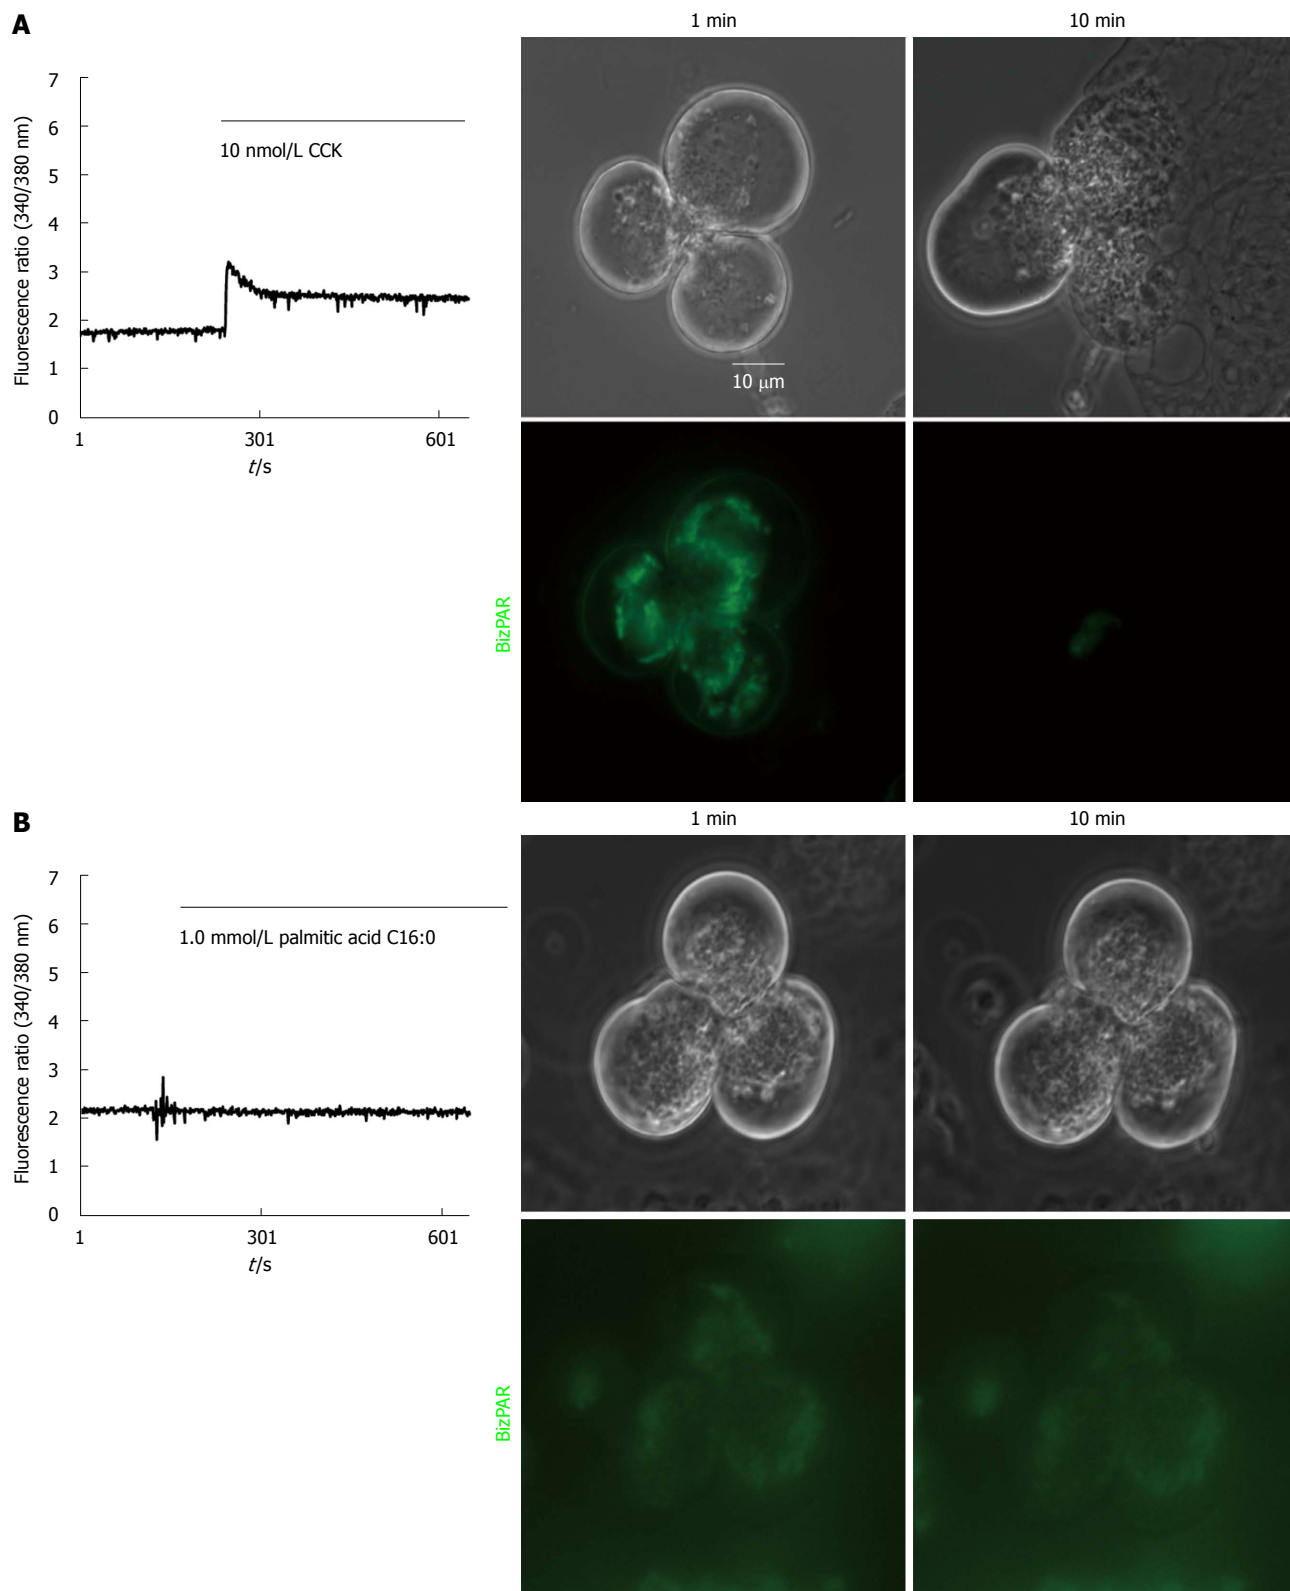 A
1 min
10 min
7
6
5
4
3
2
1
0
Fluorescence ratio (340/380 nm)
10 nmol/L CCK
1
301
601
t/s
10 μm
BizPAR
B
1 min
10 min
7
6
5
4
3
2
1
0
Fluorescence ratio (340/380 nm)
1.0 mmol/L palmitic acid C16:0
1
301
601
t/s
BizPAR